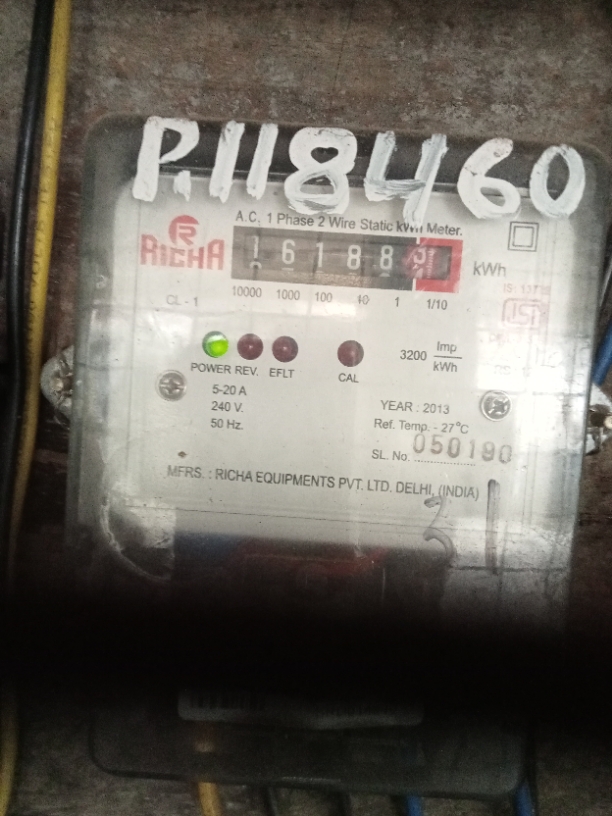 P.118460
A.C. 1 Phase 2 Wire Static kWh Meter.
RICHA
1 6 1 8 8
kWh
CL - 1
10000 1000 100 10 1 1/10
3200 Imp/kWh
POWER REV. EFLT CAL
5-20 A
240 V.
50 Hz.
YEAR : 2013
Ref. Temp. - 27°C
SL. No. 050190
MFRS. : RICHA EQUIPMENTS PVT. LTD. DELHI, (INDIA)
31